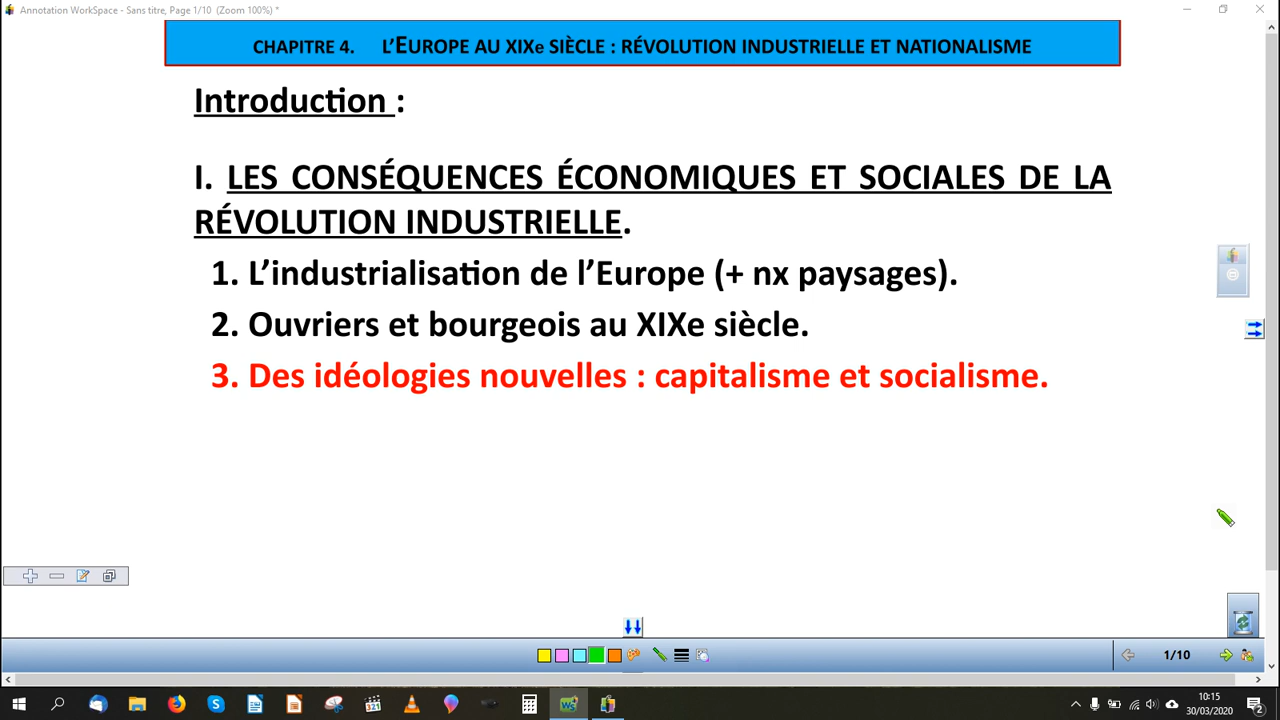 Annotation WorkSpace - Sans titre, Page 1/10 (Zoom 100%) *
CHAPITRE 4. L’EUROPE AU XIXe SIÈCLE : RÉVOLUTION INDUSTRIELLE ET NATIONALISME
Introduction :
I. LES CONSÉQUENCES ÉCONOMIQUES ET SOCIALES DE LA
RÉVOLUTION INDUSTRIELLE.
1. L’industrialisation de l’Europe (+ nx paysages).
2. Ouvriers et bourgeois au XIXe siècle.
3. Des idéologies nouvelles : capitalisme et socialisme.
1/10
10:15
30/03/2020